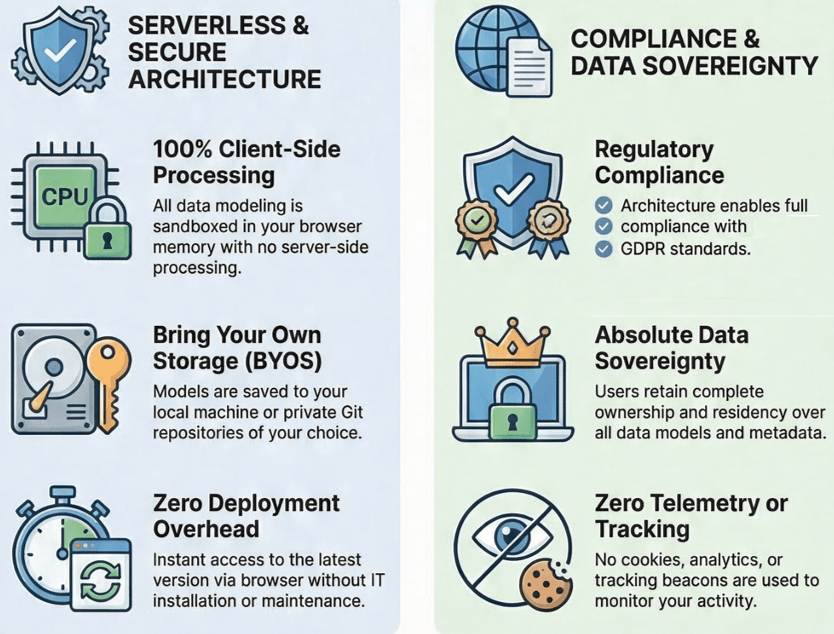 SERVERLESS &
SECURE
ARCHITECTURE
100% Client-Side
Processing
CPU
All data modeling is
sandboxed in your browser
memory with no server-side
processing.
Bring Your Own
Storage (BYOS)
Models are saved to your
local machine or private Git
repositories of your choice.
Zero Deployment
Overhead
Instant access to the latest
version via browser without IT
installation or maintenance.
COMPLIANCE &
DATA SOVEREIGNTY
Regulatory
Compliance
Architecture enables full
compliance with
GDPR standards.
Absolute Data
Sovereignty
Users retain complete
ownership and residency over
all data models and metadata.
Zero Telemetry or
Tracking
No cookies, analytics, or
tracking beacons are used to
monitor your activity.